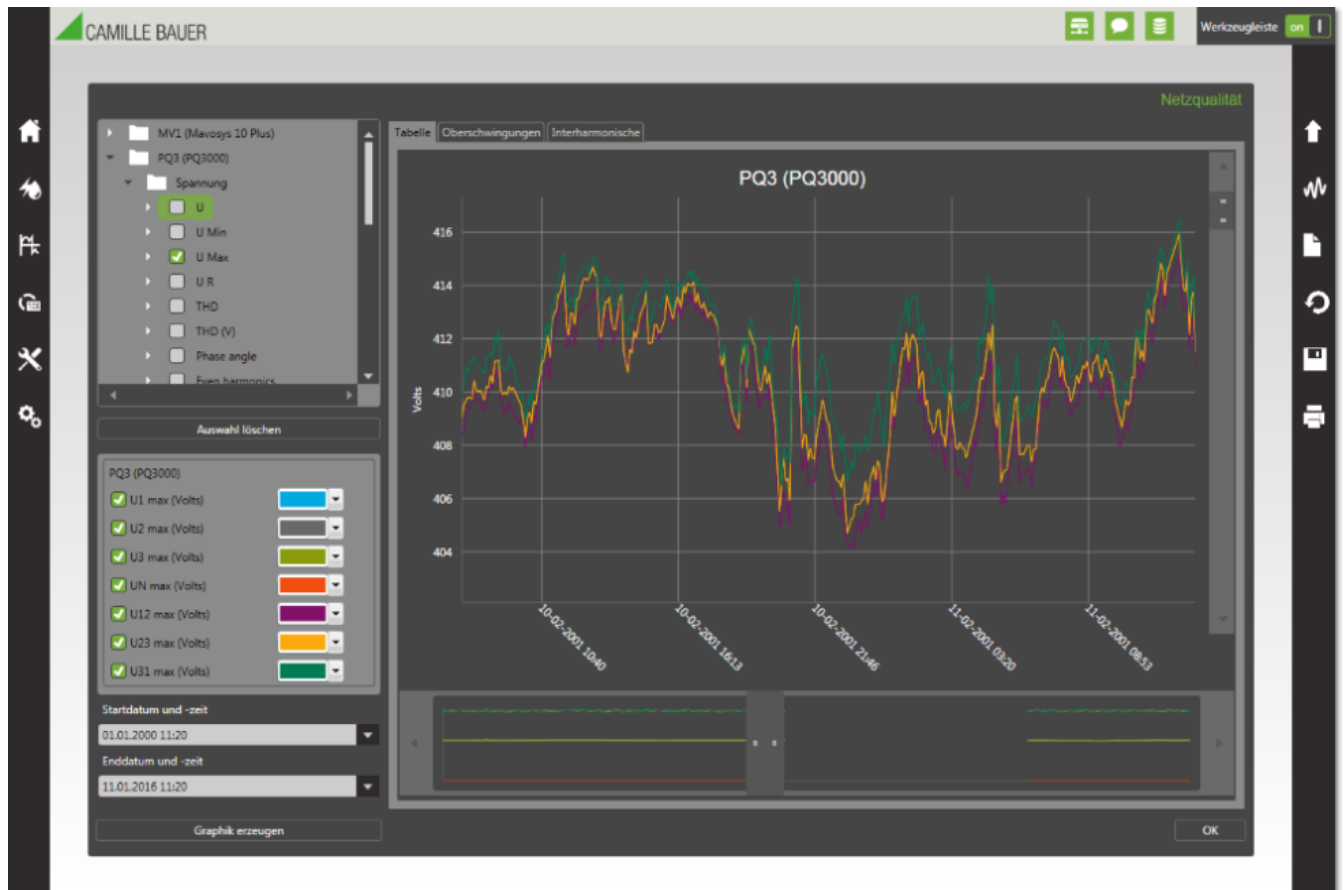 CAMILLE BAUER
Werkzeugleiste on
Netzqualität
MV1 (Mavosys 10 Plus)
PQ3 (PQ3000)
Spannung
U
U Min
U Max
U R
THD
THD (V)
Phase angle
Even harmonics
Auswahl löschen
PQ3 (PQ3000)
U1 max (Volts)
U2 max (Volts)
U3 max (Volts)
UN max (Volts)
U12 max (Volts)
U23 max (Volts)
U31 max (Volts)
Startdatum und -zeit
01.01.2000 11:20
Enddatum und -zeit
11.01.2016 11:20
Graphik erzeugen
Tabelle Oberschwingungen Interharmonische
PQ3 (PQ3000)
Volts
416
414
412
410
408
406
404
10-02-2001 10:40
10-02-2001 16:13
10-02-2001 21:46
11-02-2001 03:20
11-02-2001 08:53
OK